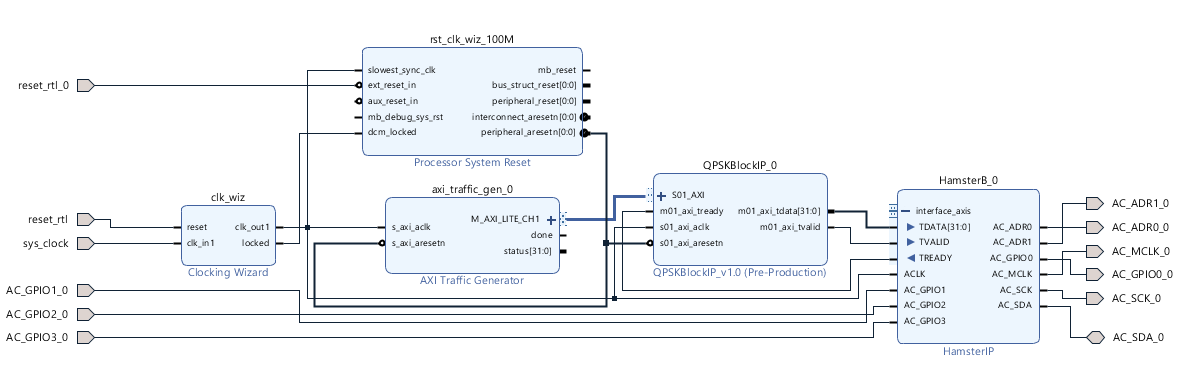 rst_clk_wiz_100M
slowest_sync_clk
ext_reset_in
aux_reset_in
mb_debug_sys_rst
dcm_locked
mb_reset
bus_struct_reset[0:0]
peripheral_reset[0:0]
interconnect_aresetn[0:0]
peripheral_aresetn[0:0]
Processor System Reset
reset_rtl_0
reset_rtl
sys_clock
AC_GPIO1_0
AC_GPIO2_0
AC_GPIO3_0
clk_wiz
reset
clk_in1
clk_out1
locked
Clocking Wizard
axi_traffic_gen_0
s_axi_aclk
s_axi_aresetn
M_AXI_LITE_CH1
done
status[31:0]
AXI Traffic Generator
QPSKBlockIP_0
S01_AXI
m01_axi_tready
s01_axi_aclk
s01_axi_aresetn
m01_axi_tdata[31:0]
m01_axi_tvalid
QPSKBlockIP_v1.0 (Pre-Production)
HamsterB_0
interface_axis
TDATA[31:0]
TVALID
TREADY
ACLK
AC_GPIO1
AC_GPIO2
AC_GPIO3
AC_ADR0
AC_ADR1
AC_GPIO0
AC_MCLK
AC_SCK
AC_SDA
HamsterIP
AC_ADR1_0
AC_ADR0_0
AC_MCLK_0
AC_GPIO0_0
AC_SCK_0
AC_SDA_0